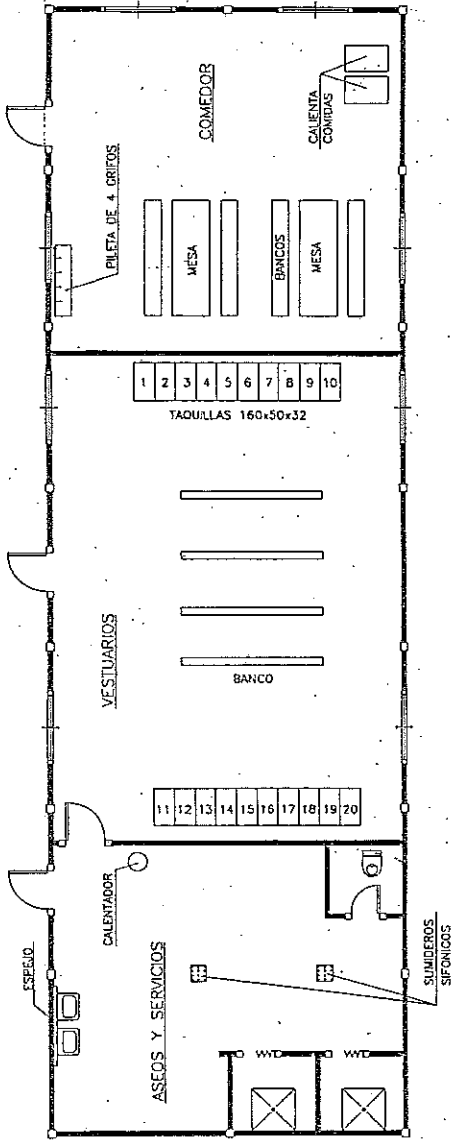 COMEDOR
CALIENTA
COMIDAS
PILETA DE 4 GRIFOS
MESA
BANCOS
MESA
1 2 3 4 5 6 7 8 9 10
TAQUILLAS 160x50x32
VESTUARIOS
BANCO
11 12 13 14 15 16 17 18 19 20
ESPEJO
CALENTADOR
ASEOS Y SERVICIOS
SUMIDEROS
SIFONICOS